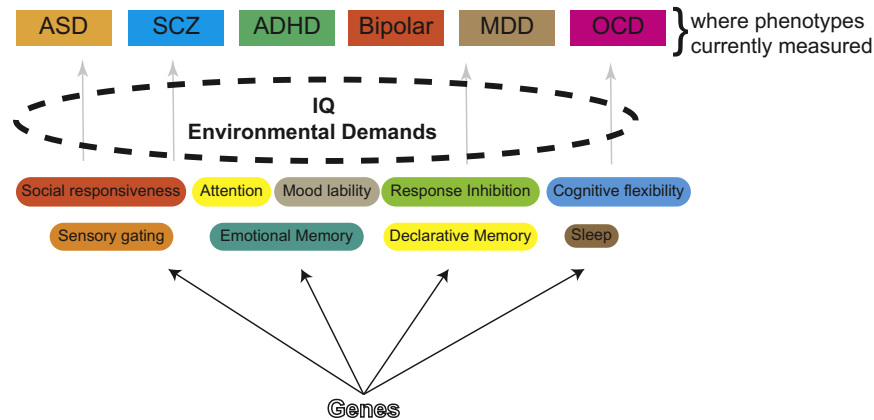 ASD SCZ ADHD Bipolar MDD OCD } where phenotypes
currently measured
IQ
Environmental Demands
Social responsiveness Attention Mood lability Response Inhibition Cognitive flexibility
Sensory gating Emotional Memory Declarative Memory Sleep
Genes